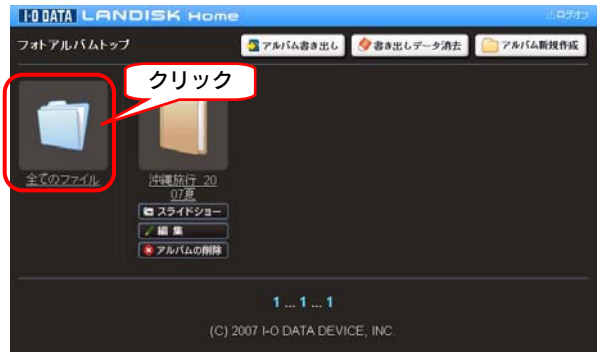 I-O DATA LANDISK Home
ログオフ
フォトアルバムトップ
アルバム書き出し
書き出しデータ消去
アルバム新規作成
クリック
全てのファイル
沖縄旅行_20
07夏
スライドショー
編 集
アルバムの削除
1 ... 1 ... 1
(C) 2007 I-O DATA DEVICE, INC.